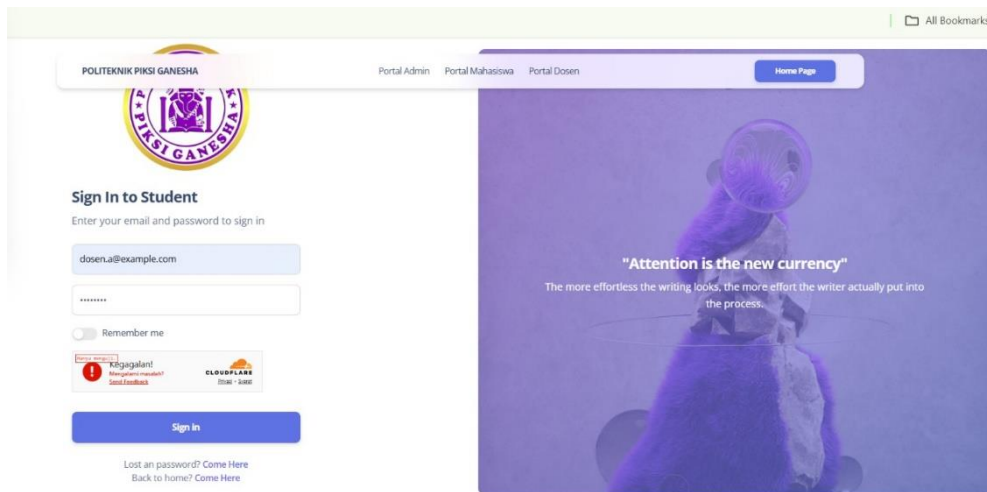 All Bookmarks
POLITEKNIK PIKSI GANESHA
Portal Admin Portal Mahasiswa Portal Dosen
Home Page
PIKSI GANESHA
Sign In to Student
Enter your email and password to sign in
dosen.a@example.com
••••••••
Remember me
Kegagalan!
Mengalami masalah?
Send Feedback
CLOUDFLARE
Sign in
Lost an password? Come Here
Back to home? Come Here
"Attention is the new currency"
The more effortless the writing looks, the more effort the writer actually put into
the process.